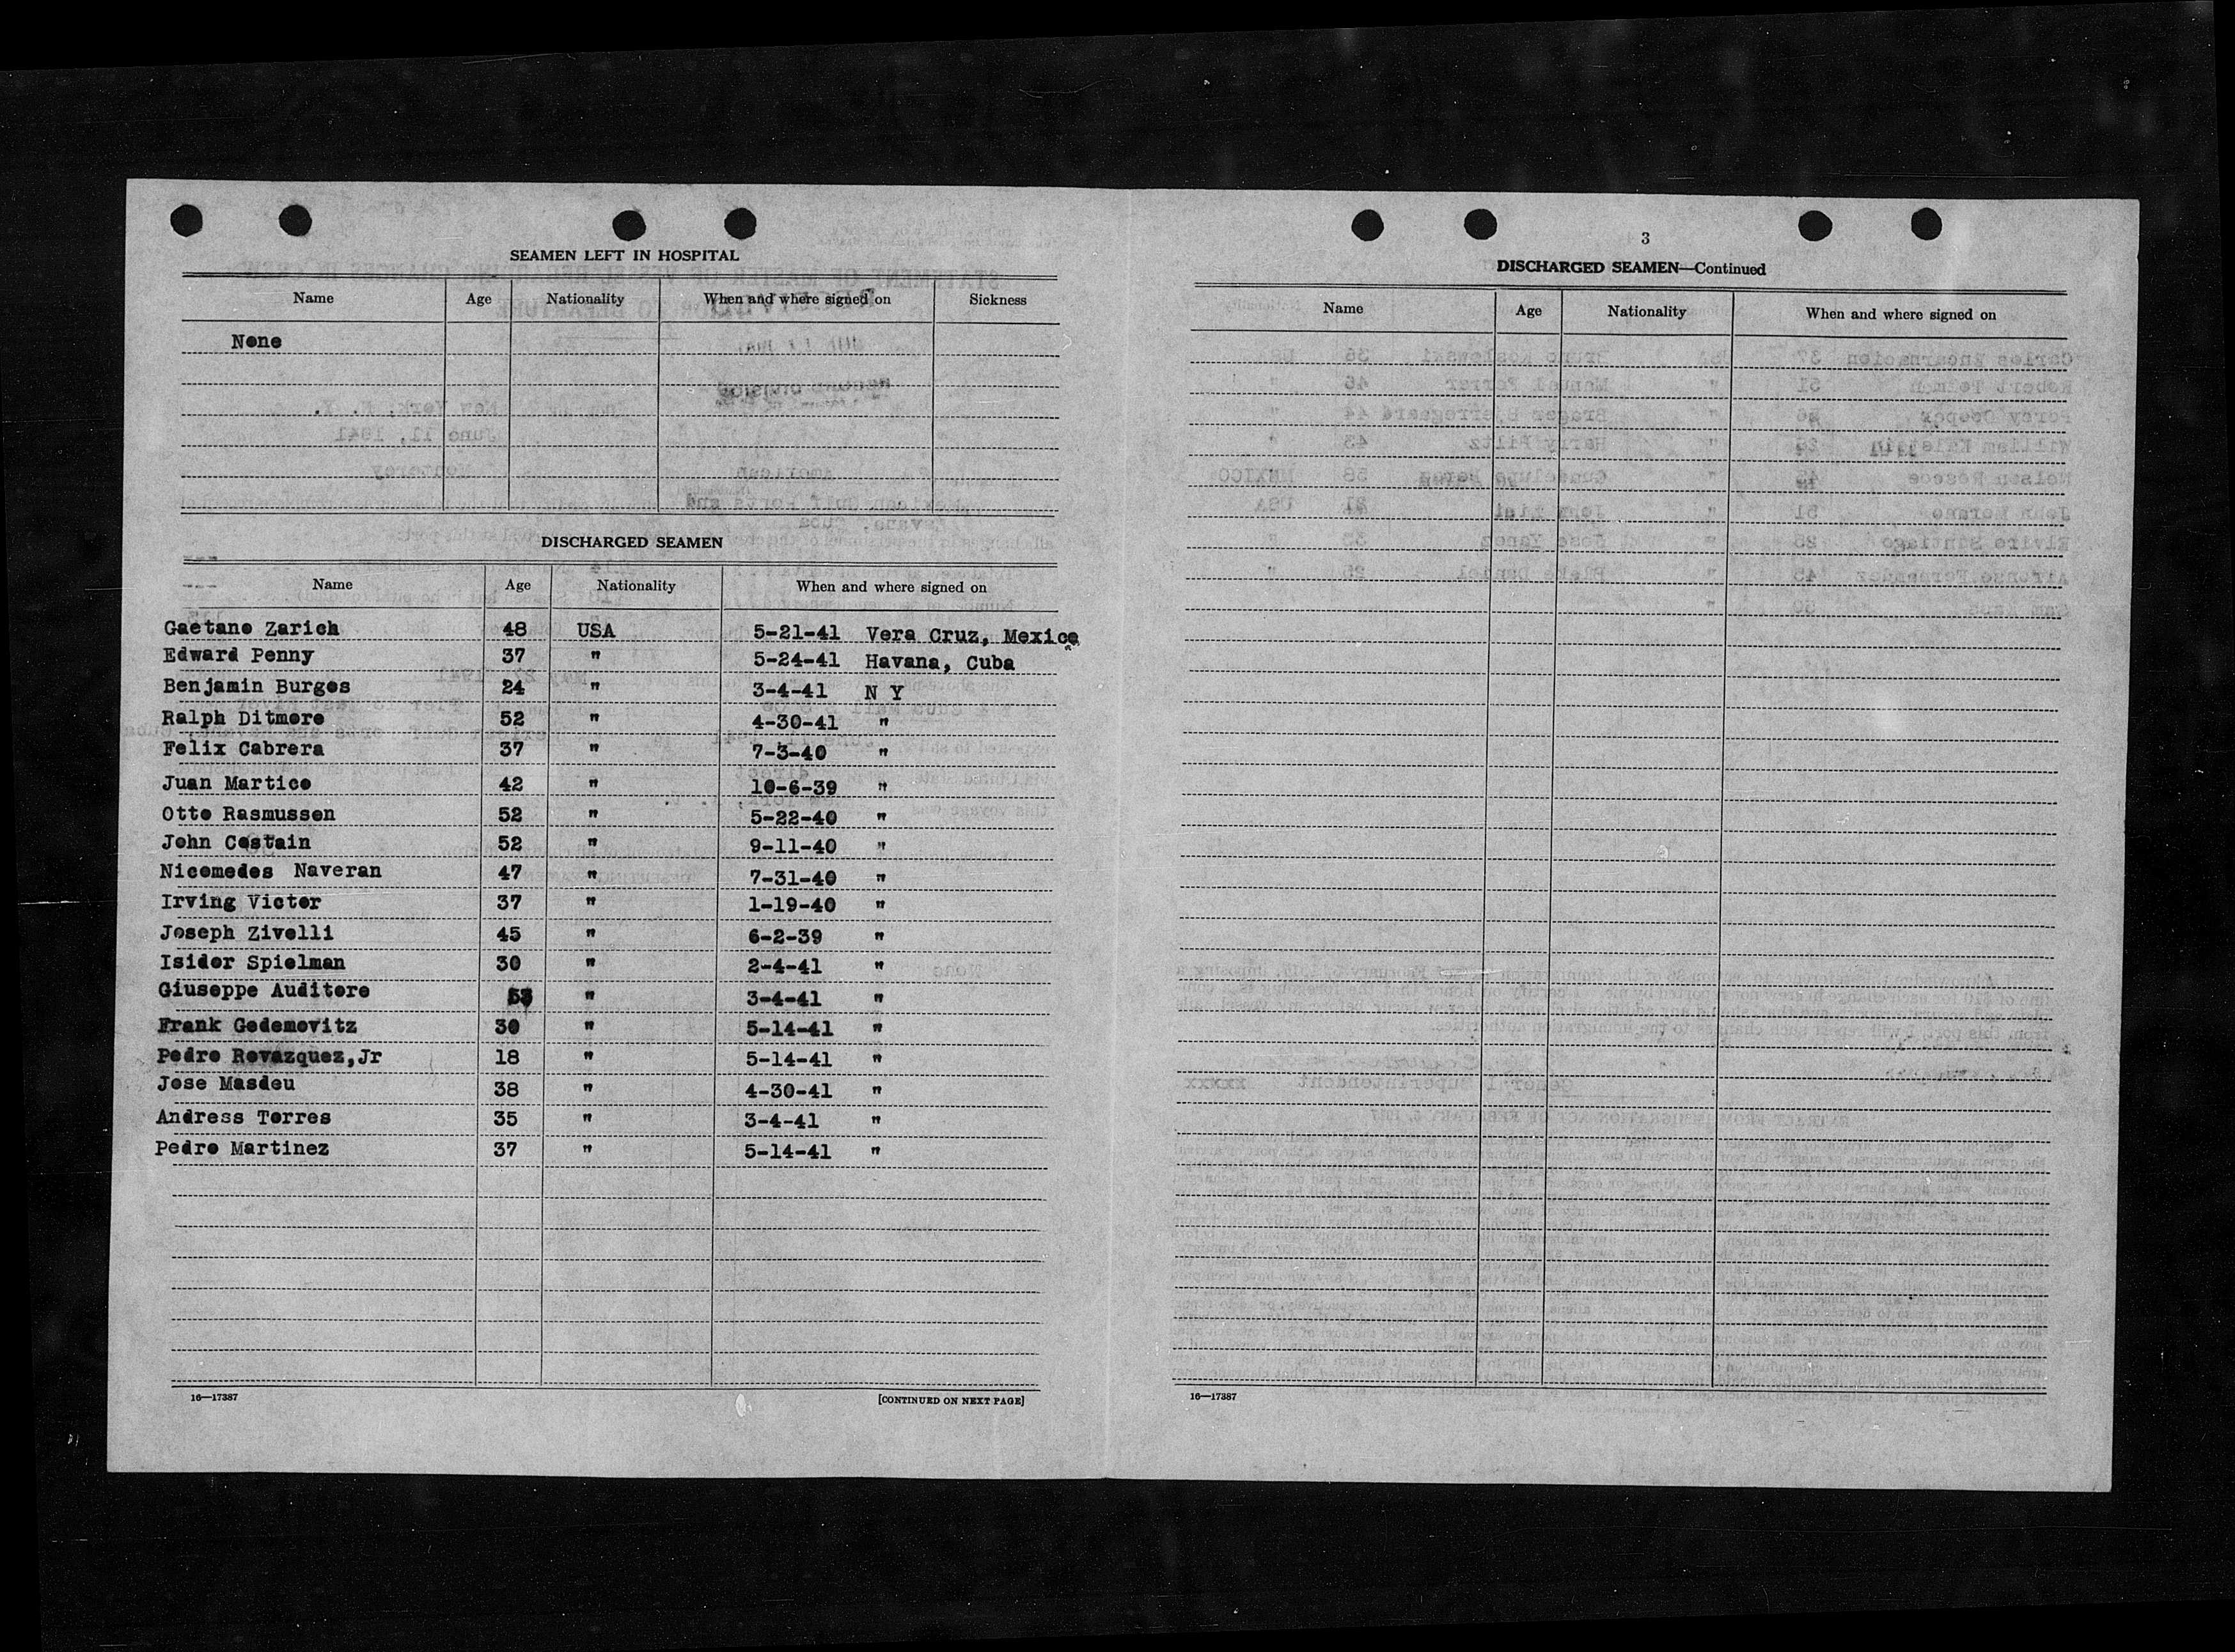 SEAMEN LEFT IN HOSPITAL
Name Age Nationality When and where signed on Sickness
None
DISCHARGED SEAMEN
Name Age Nationality When and where signed on
Gaetano Zarich 48 USA 5-21-41 Vera Cruz, Mexico
Edward Penny 37 " 5-24-41 Havana, Cuba
Benjamin Burgos 24 " 3-4-41 N Y
Ralph Ditmore 52 " 4-30-41 "
Felix Cabrera 37 " 7-3-40 "
Juan Martico 42 " 10-6-39 "
Otto Rasmussen 52 " 5-22-40 "
John Costain 52 " 9-11-40 "
Nicomedes Naveran 47 " 7-31-40 "
Irving Victor 37 " 1-19-40 "
Joseph Zivelli 45 " 6-2-39 "
Isidor Spielman 30 " 2-4-41 "
Giuseppe Auditore 53 " 3-4-41 "
Frank Godemovitz 30 " 5-14-41 "
Pedro Rovazquez,Jr 18 " 5-14-41 "
Jose Masdeu 38 " 4-30-41 "
Andress Torres 35 " 3-4-41 "
Pedro Martinez 37 " 5-14-41 "
16—17387 [CONTINUED ON NEXT PAGE]
3
DISCHARGED SEAMEN—Continued
Name Age Nationality When and where signed on
16—17387